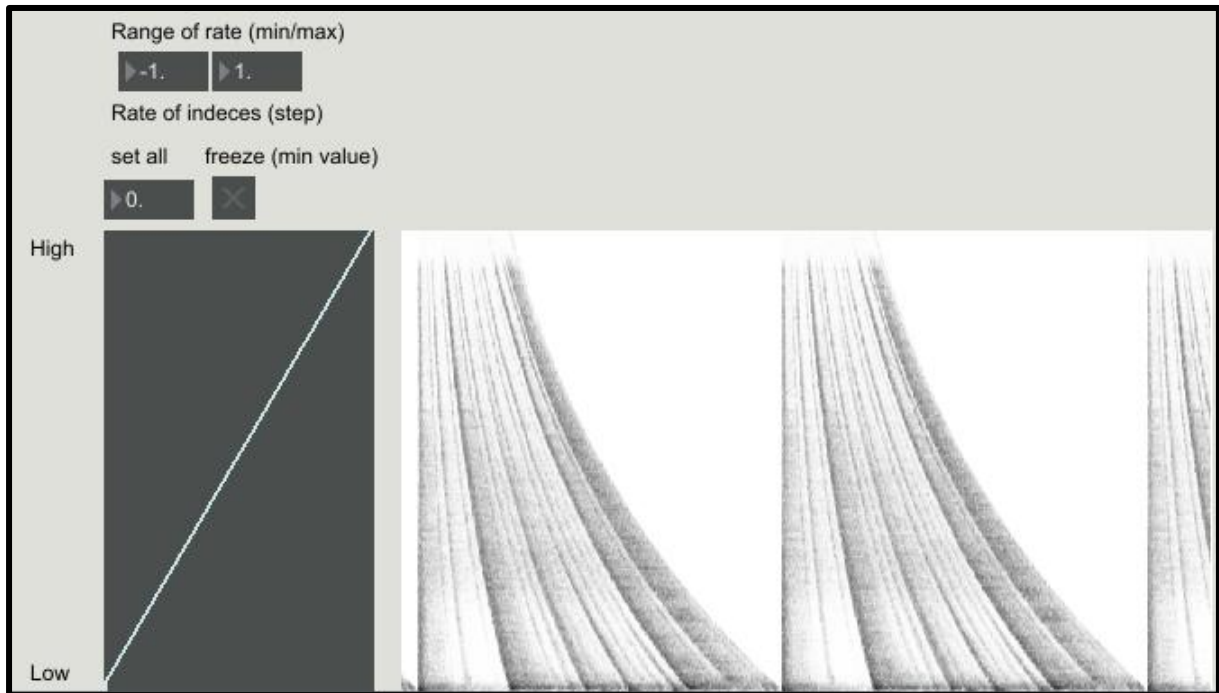 Range of rate (min/max)
-1. 1.
Rate of indeces (step)
set all freeze (min value)
0.
High
Low